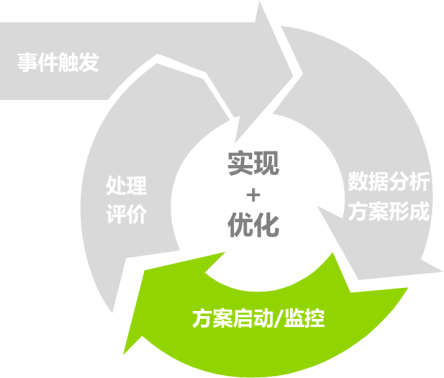 事件触发
数据分析
方案形成
方案启动/监控
处理
评价
实现
+
优化